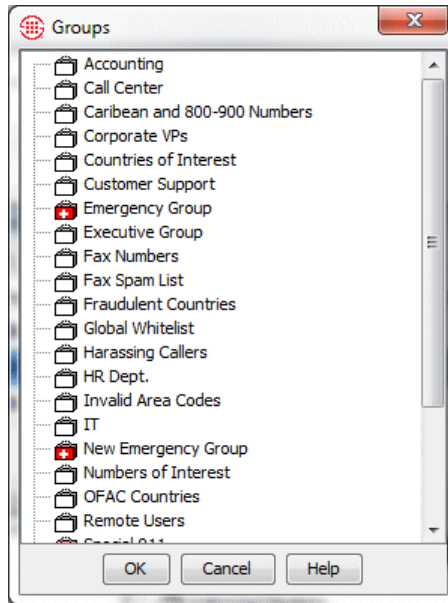 Groups
Accounting
Call Center
Caribean and 800-900 Numbers
Corporate VPs
Countries of Interest
Customer Support
Emergency Group
Executive Group
Fax Numbers
Fax Spam List
Fraudulent Countries
Global Whitelist
Harassing Callers
HR Dept.
Invalid Area Codes
IT
New Emergency Group
Numbers of Interest
OFAC Countries
Remote Users
Special 911
OK Cancel Help